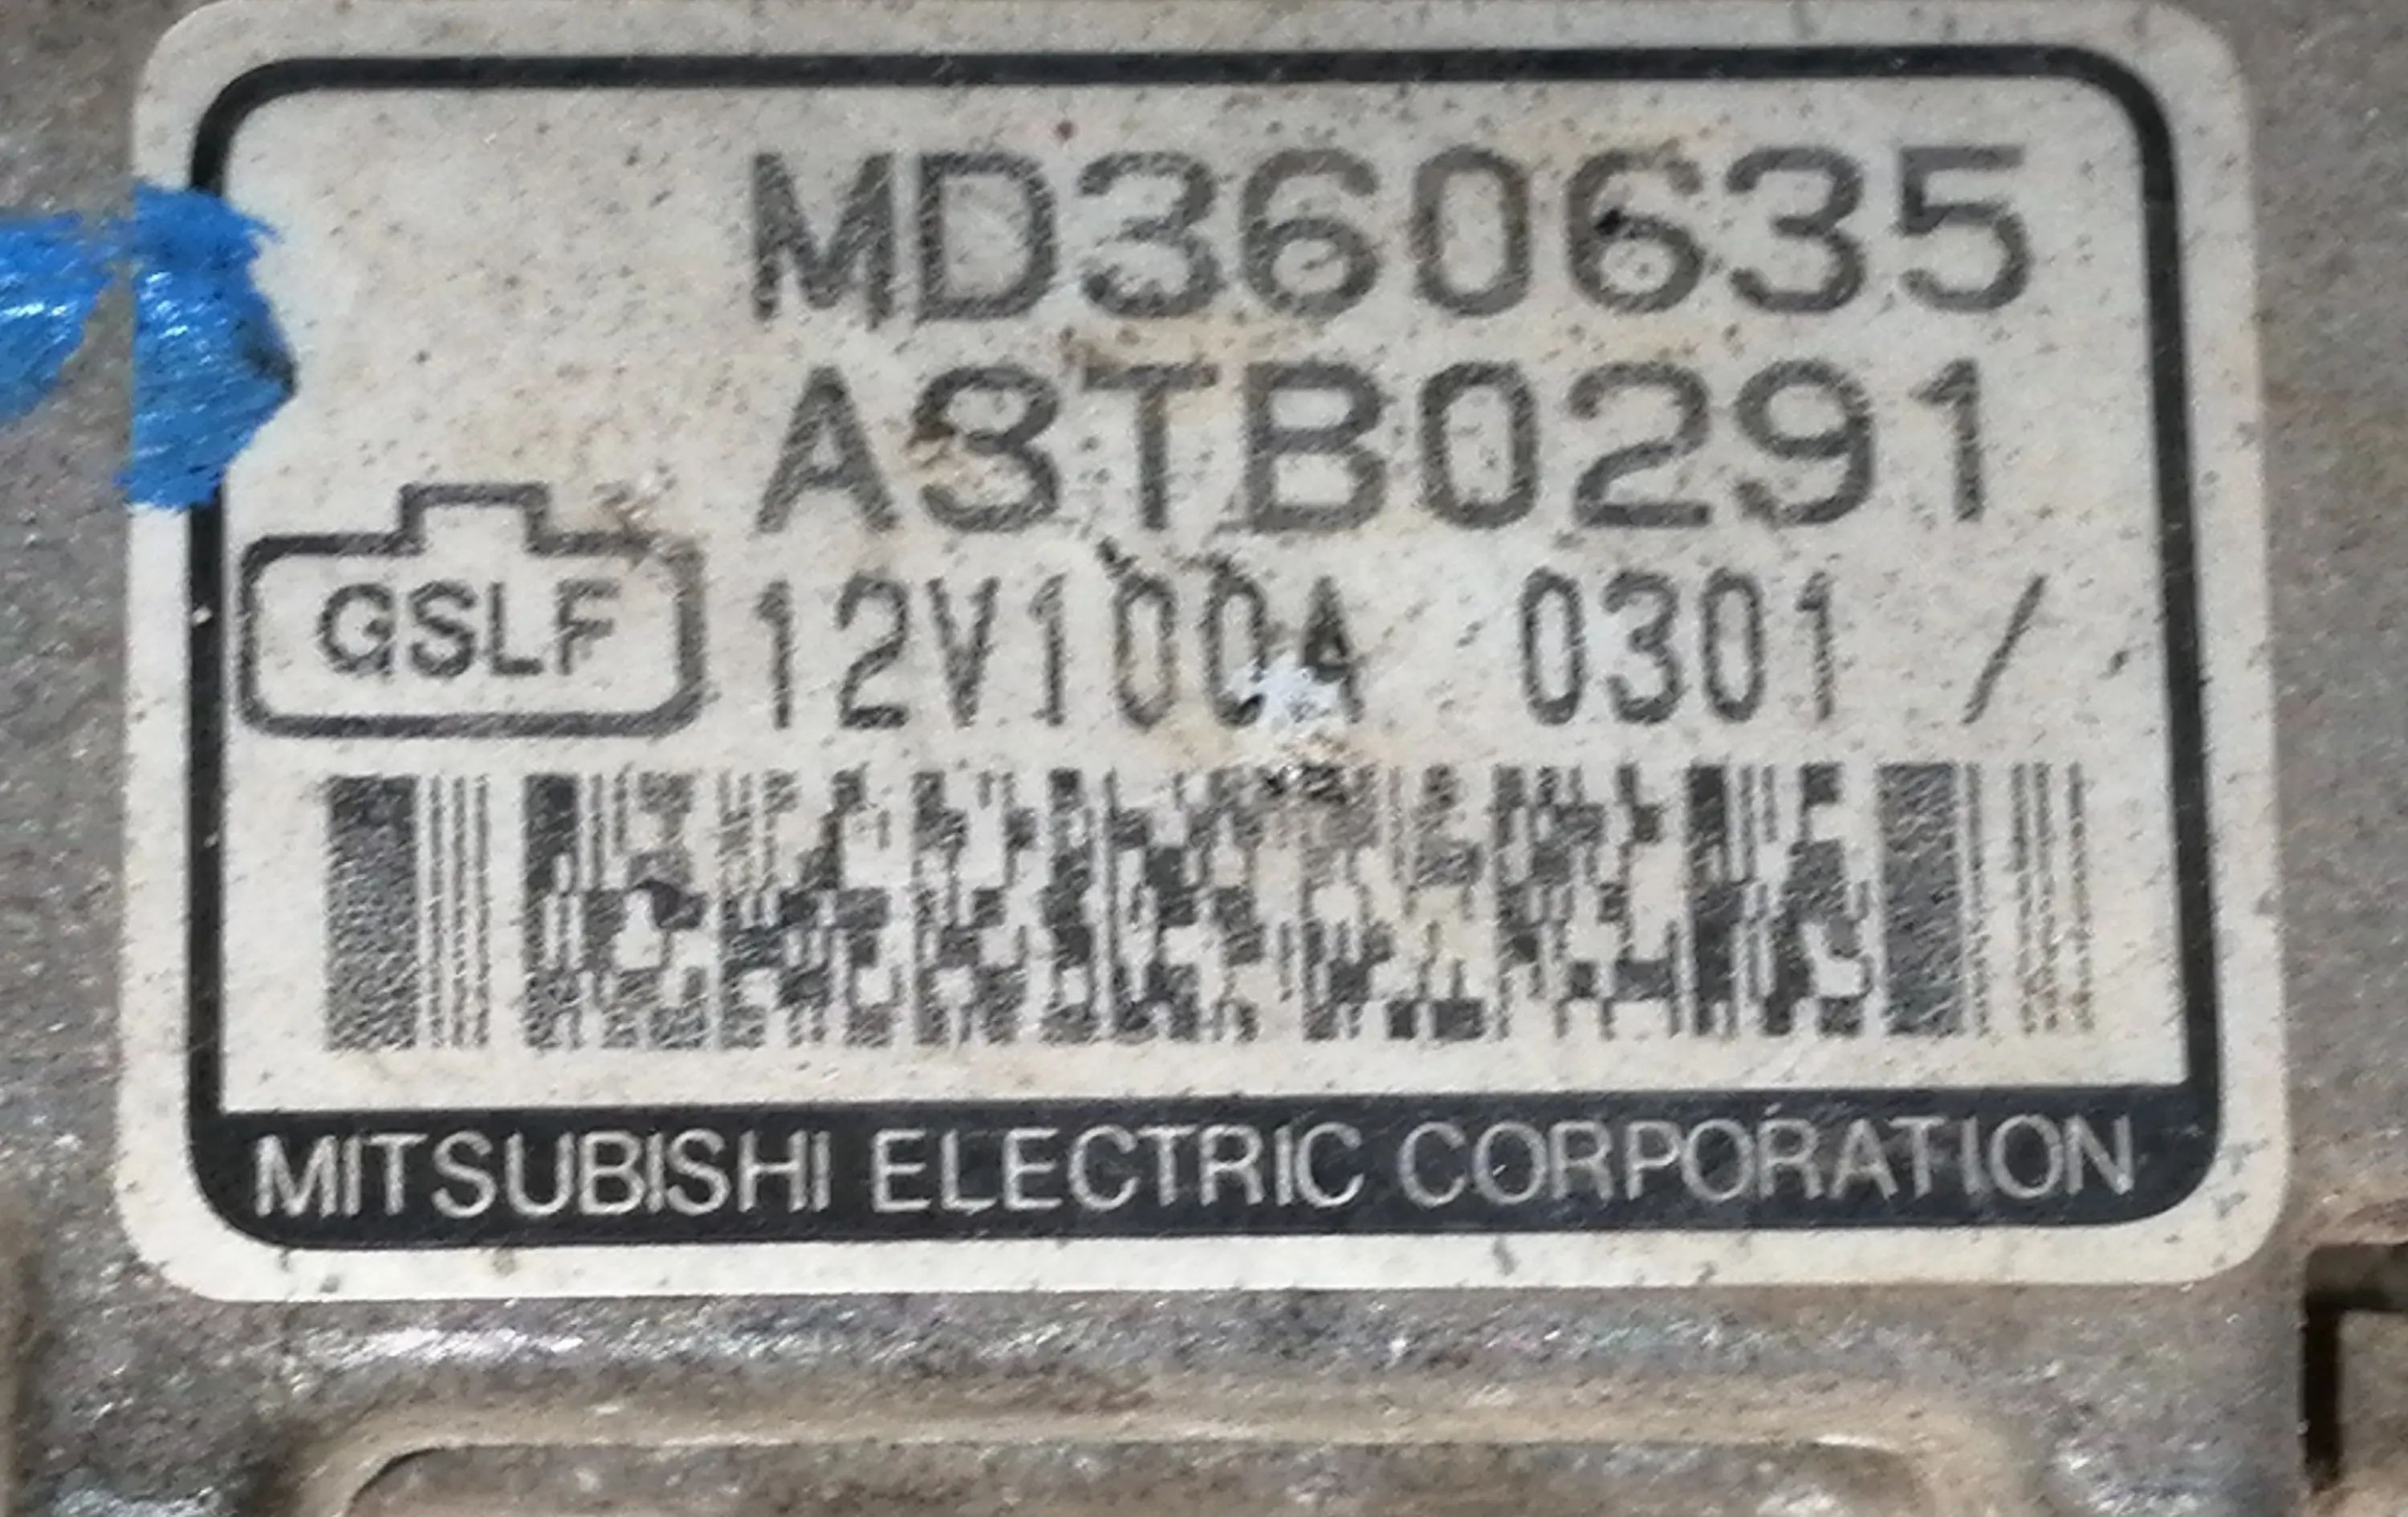 MD360635
A3TB0291
GSLF 12V100A 0301 /
MITSUBISHI ELECTRIC CORPORATION